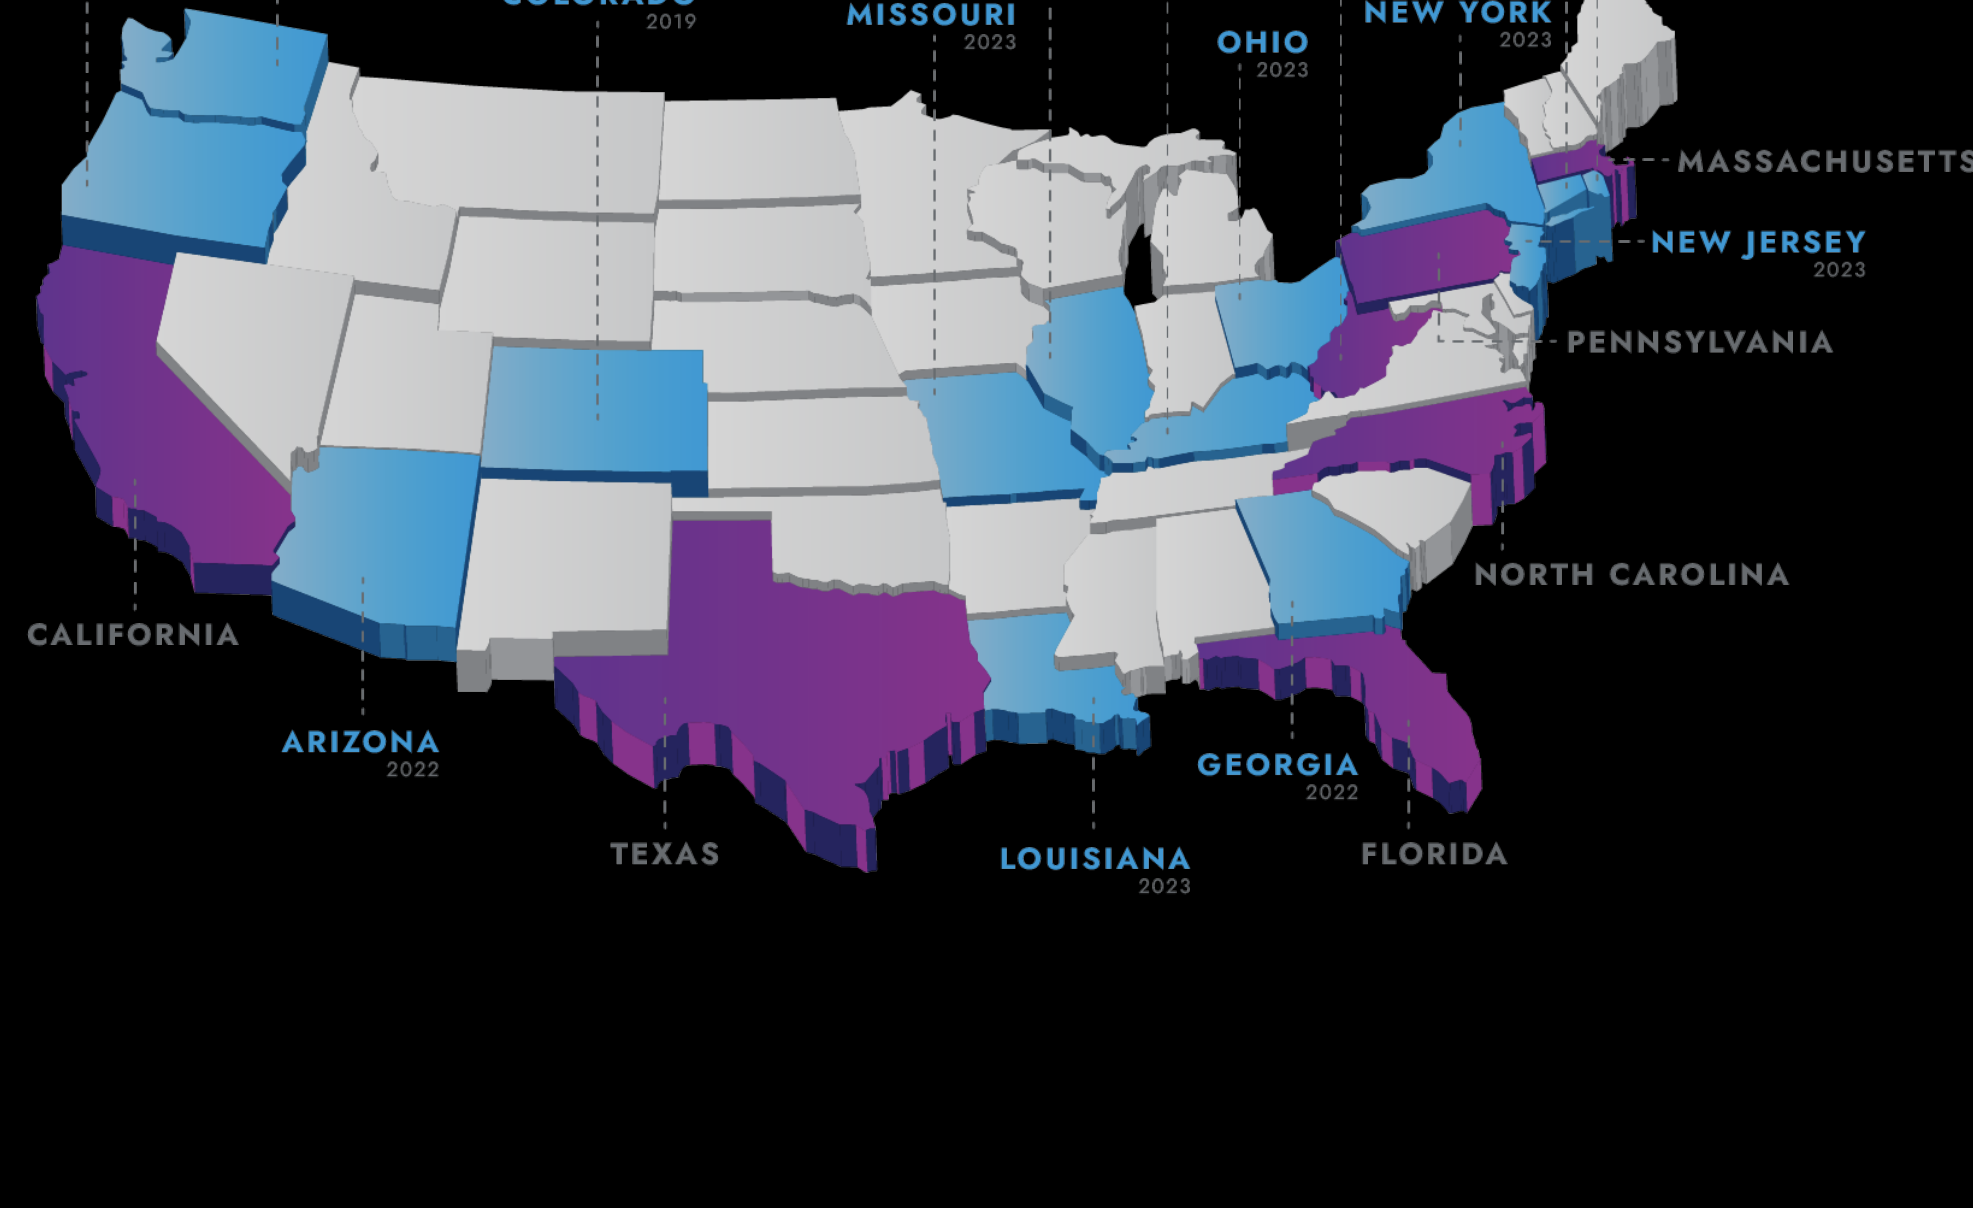 COLORADO
2019
MISSOURI
2023
OHIO
2023
NEW YORK
2023
MASSACHUSETTS
NEW JERSEY
2023
PENNSYLVANIA
NORTH CAROLINA
CALIFORNIA
ARIZONA
2022
GEORGIA
2022
TEXAS
LOUISIANA
2023
FLORIDA